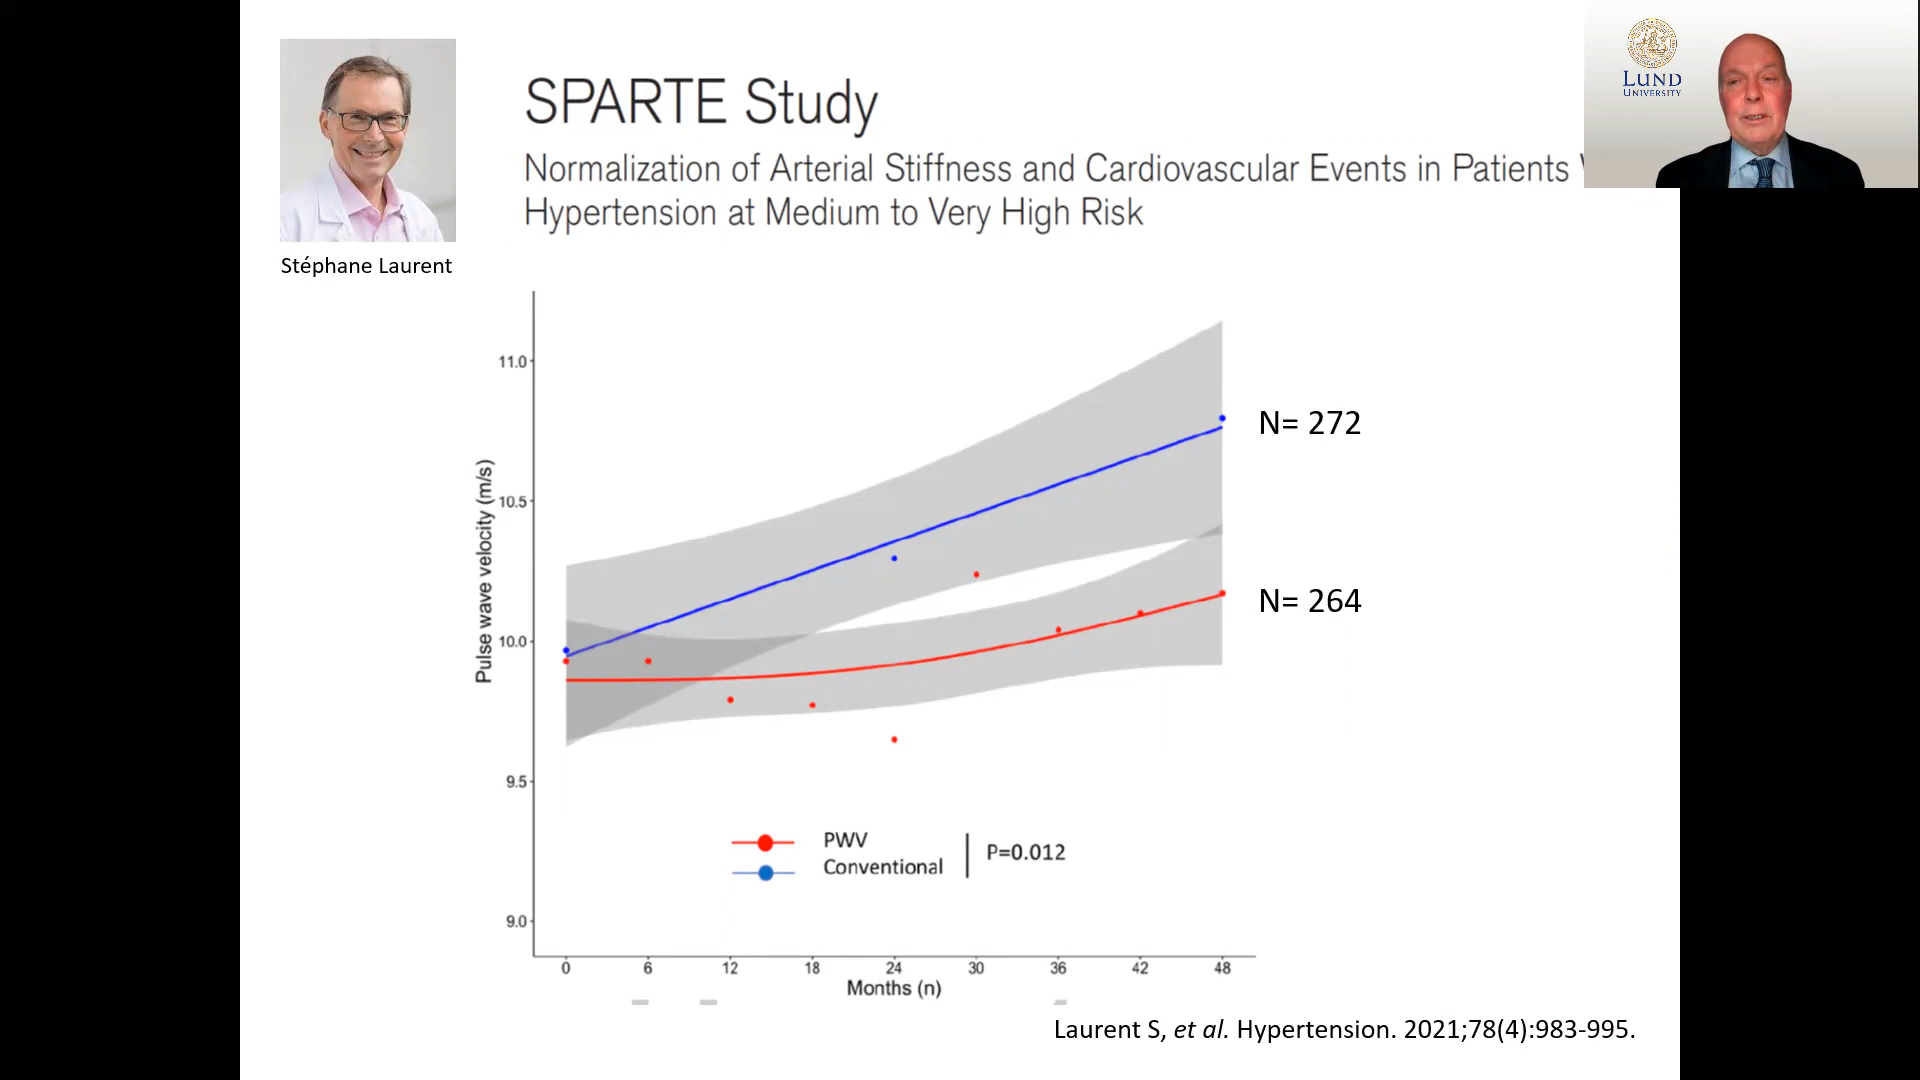 SPARTE Study
Normalization of Arterial Stiffness and Cardiovascular Events in Patients
Hypertension at Medium to Very High Risk
Stéphane Laurent
LUND
UNIVERSITY
Pulse wave velocity (m/s)
11.0
10.5
10.0
9.5
9.0
N= 272
N= 264
PWV
Conventional
P=0.012
0 6 12 18 24 30 36 42 48
Months (n)
Laurent S, et al. Hypertension. 2021;78(4):983-995.